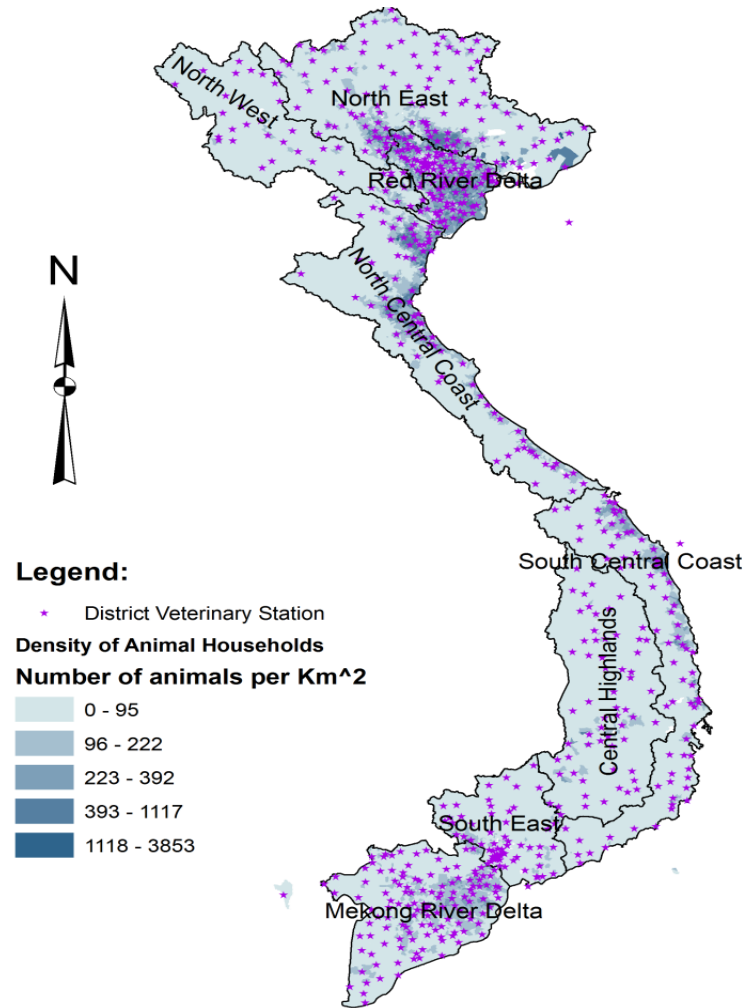 North West
North East
Red River Delta
N
North Central Coast
South Central Coast
Legend:
District Veterinary Station
Density of Animal Households
Number of animals per Km^2
0 - 95
96 - 222
223 - 392
393 - 1117
1118 - 3853
Central Highlands
South East
Mekong River Delta